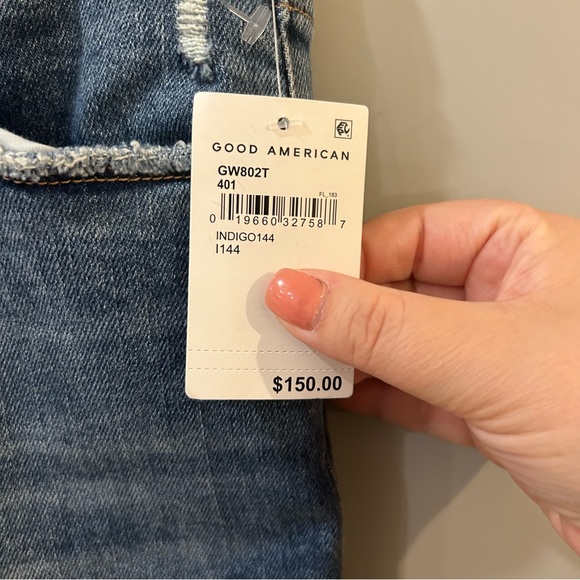 GOOD AMERICAN
GW802T
401
FL_183
0 19660 32758 7
INDIGO144
I144
$150.00